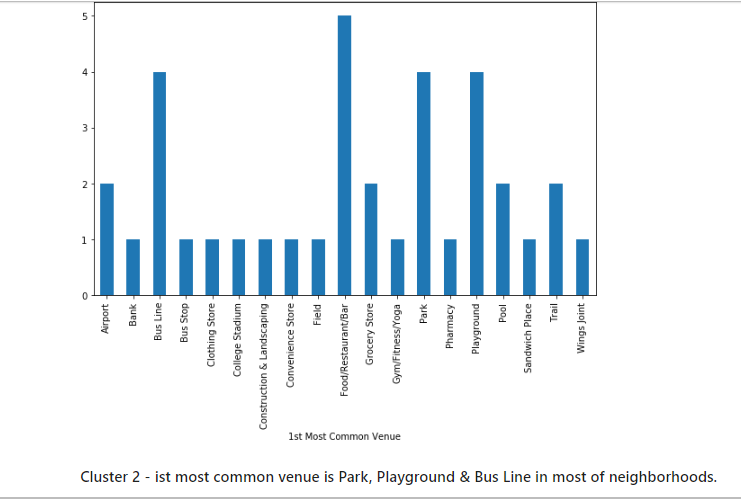 5
4
3
2
1
0
Airport
Bank
Bus Line
Bus Stop
Clothing Store
College Stadium
Construction & Landscaping
Convenience Store
Field
Food/Restaurant/Bar
Grocery Store
Gym/Fitness/Yoga
Park
Pharmacy
Playground
Pool
Sandwich Place
Trail
Wings Joint
1st Most Common Venue
Cluster 2 - ist most common venue is Park, Playground & Bus Line in most of neighborhoods.